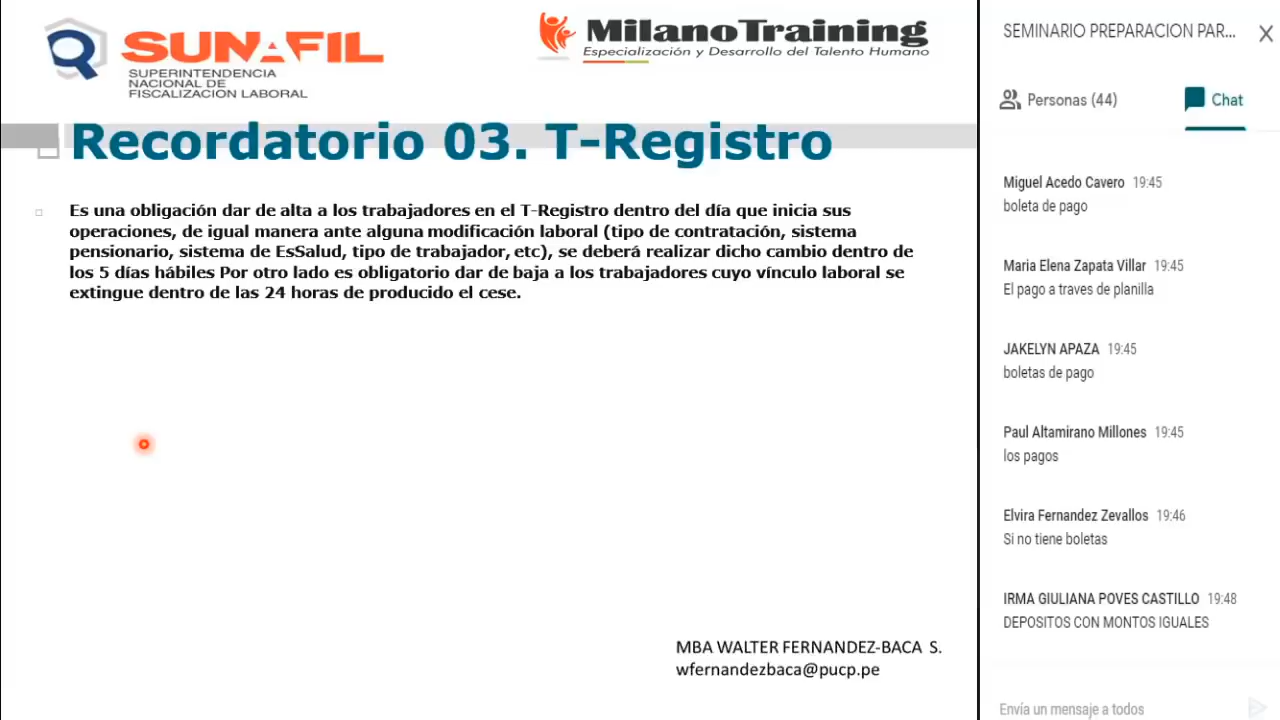 SUNAFIL
SUPERINTENDENCIA
NACIONAL DE
FISCALIZACIÓN LABORAL
MilanoTraining
Especialización y Desarrollo del Talento Humano
Recordatorio 03. T-Registro
Es una obligación dar de alta a los trabajadores en el T-Registro dentro del día que inicia sus
operaciones, de igual manera ante alguna modificación laboral (tipo de contratación, sistema
pensionario, sistema de EsSalud, tipo de trabajador, etc), se deberá realizar dicho cambio dentro de
los 5 días hábiles Por otro lado es obligatorio dar de baja a los trabajadores cuyo vínculo laboral se
extingue dentro de las 24 horas de producido el cese.
MBA WALTER FERNANDEZ-BACA S.
wfernandezbaca@pucp.pe
SEMINARIO PREPARACION PAR...
Personas (44)
Chat
Miguel Acedo Cavero 19:45
boleta de pago
Maria Elena Zapata Villar 19:45
El pago a traves de planilla
JAKELYN APAZA 19:45
boletas de pago
Paul Altamirano Millones 19:45
los pagos
Elvira Fernandez Zevallos 19:46
Si no tiene boletas
IRMA GIULIANA POVES CASTILLO 19:48
DEPOSITOS CON MONTOS IGUALES
Envía un mensaje a todos